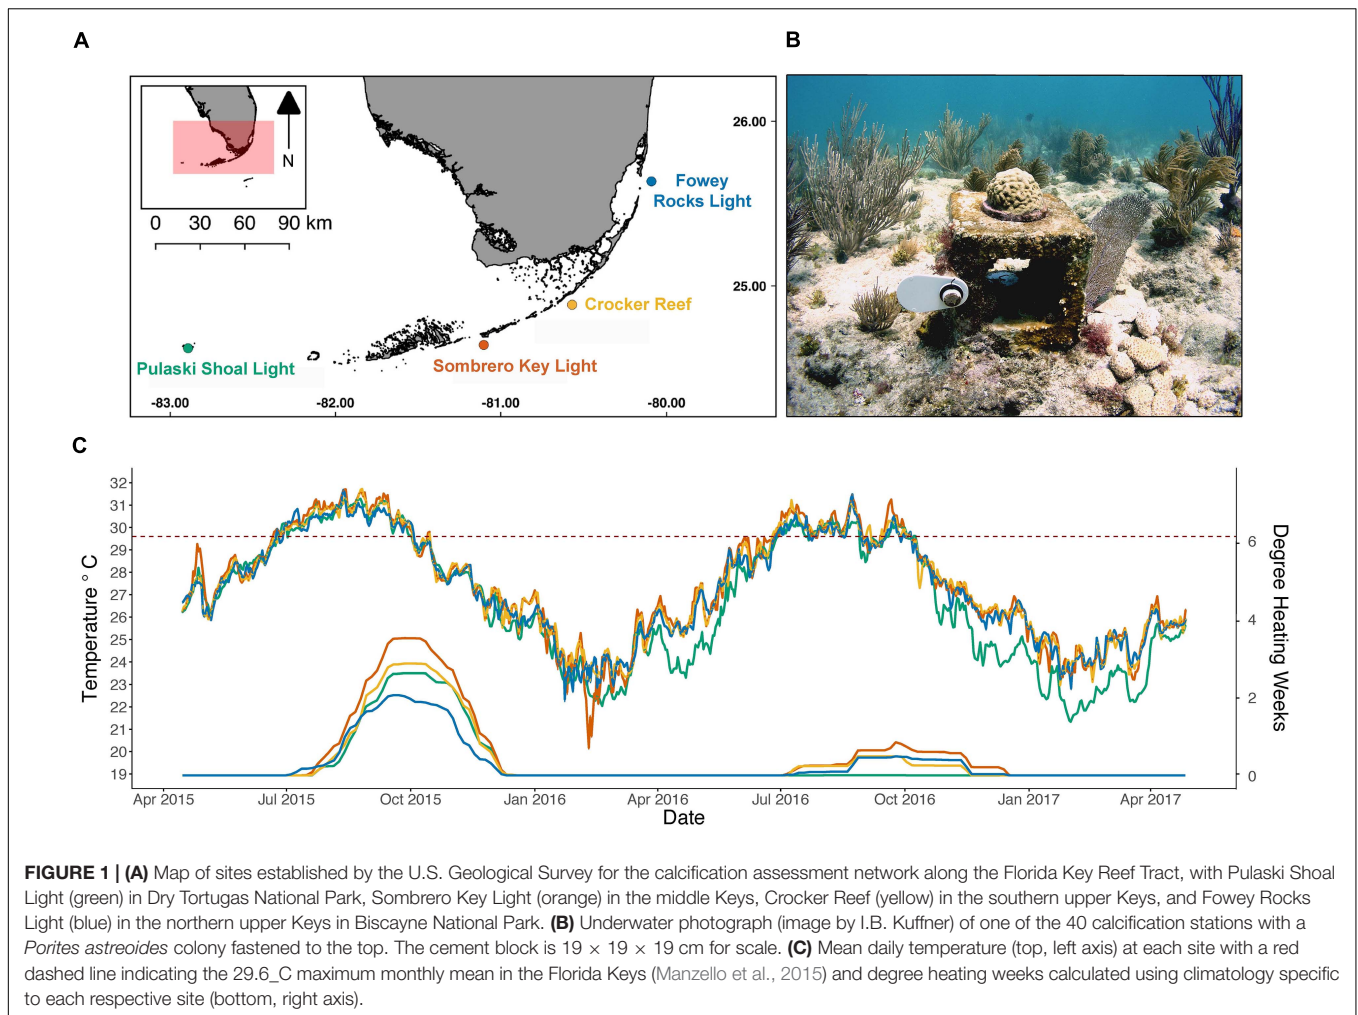 A
B
26.00
25.00
N
0 30 60 90 km
Fowey
Rocks Light
Crocker Reef
Sombrero Key Light
Pulaski Shoal Light
-83.00 -82.00 -81.00 -80.00
C
Temperature ° C
32
31
30
29
28
27
26
25
24
23
22
21
20
19
6
4
2
0
Degree Heating Weeks
Apr 2015 Jul 2015 Oct 2015 Jan 2016 Apr 2016 Jul 2016 Oct 2016 Jan 2017 Apr 2017
Date
FIGURE 1 | (A) Map of sites established by the U.S. Geological Survey for the calcification assessment network along the Florida Key Reef Tract, with Pulaski Shoal
Light (green) in Dry Tortugas National Park, Sombrero Key Light (orange) in the middle Keys, Crocker Reef (yellow) in the southern upper Keys, and Fowey Rocks
Light (blue) in the northern upper Keys in Biscayne National Park. (B) Underwater photograph (image by I.B. Kuffner) of one of the 40 calcification stations with a
Porites astreoides colony fastened to the top. The cement block is 19 × 19 × 19 cm for scale. (C) Mean daily temperature (top, left axis) at each site with a red
dashed line indicating the 29.6_C maximum monthly mean in the Florida Keys (Manzello et al., 2015) and degree heating weeks calculated using climatology specific
to each respective site (bottom, right axis).